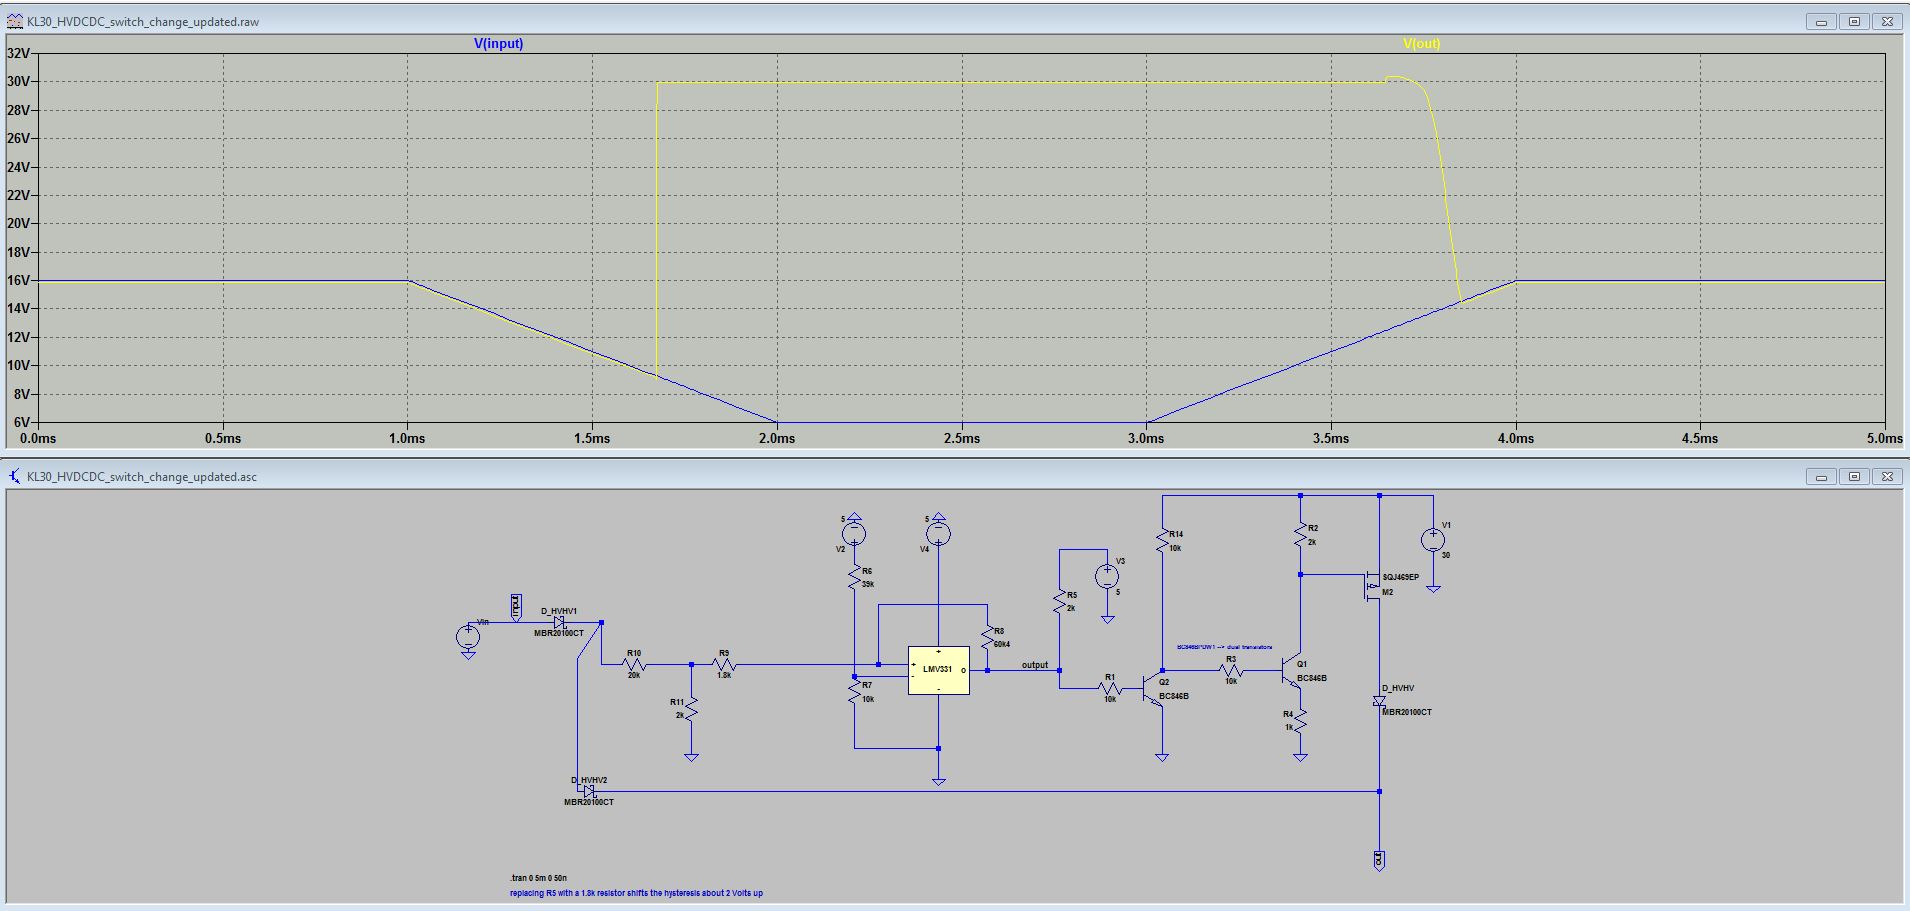 KL30_HVDCDC_switch_change_updated.raw
V(input) V(out)
32V
30V
28V
26V
24V
22V
20V
18V
16V
14V
12V
10V
8V
6V
0.0ms 0.5ms 1.0ms 1.5ms 2.0ms 2.5ms 3.0ms 3.5ms 4.0ms 4.5ms 5.0ms
KL30_HVDCDC_switch_change_updated.asc
Vin
input
D_HVHV1
MBR20100CT
R10
20k
R11
2k
R9
1.8k
5
V2
R6
39k
R7
10k
5
V4
LMV331
+
-
+
-
O
R8
60k4
output
R5
2k
V3
5
R1
10k
R14
10k
Q2
BC846B
BC846BPDW1 --> dual transistors
R3
10k
R2
2k
Q1
BC846B
R4
1k
SQJ469EP
M2
V1
30
D_HVHV
MBR20100CT
D_HVHV2
MBR20100CT
out
.tran 0 5m 0 50n
replacing R5 with a 1.8k resistor shifts the hysteresis about 2 Volts up